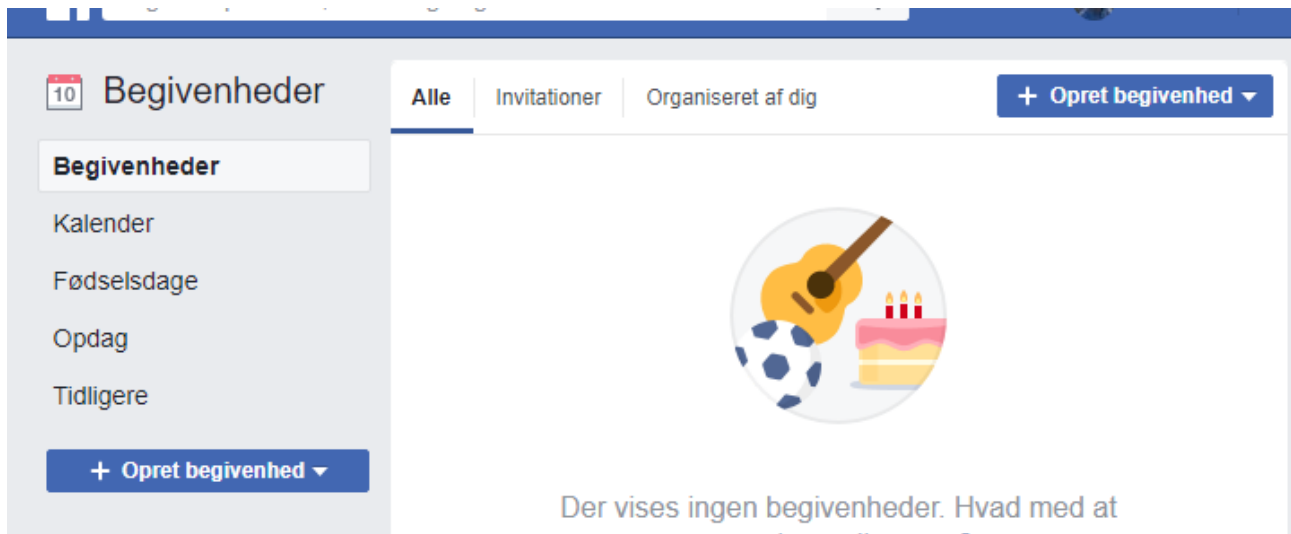 10 Begivenheder
Begivenheder
Kalender
Fødselsdage
Opdag
Tidligere
+ Opret begivenhed
Alle Invitationer Organiseret af dig + Opret begivenhed
Der vises ingen begivenheder. Hvad med at